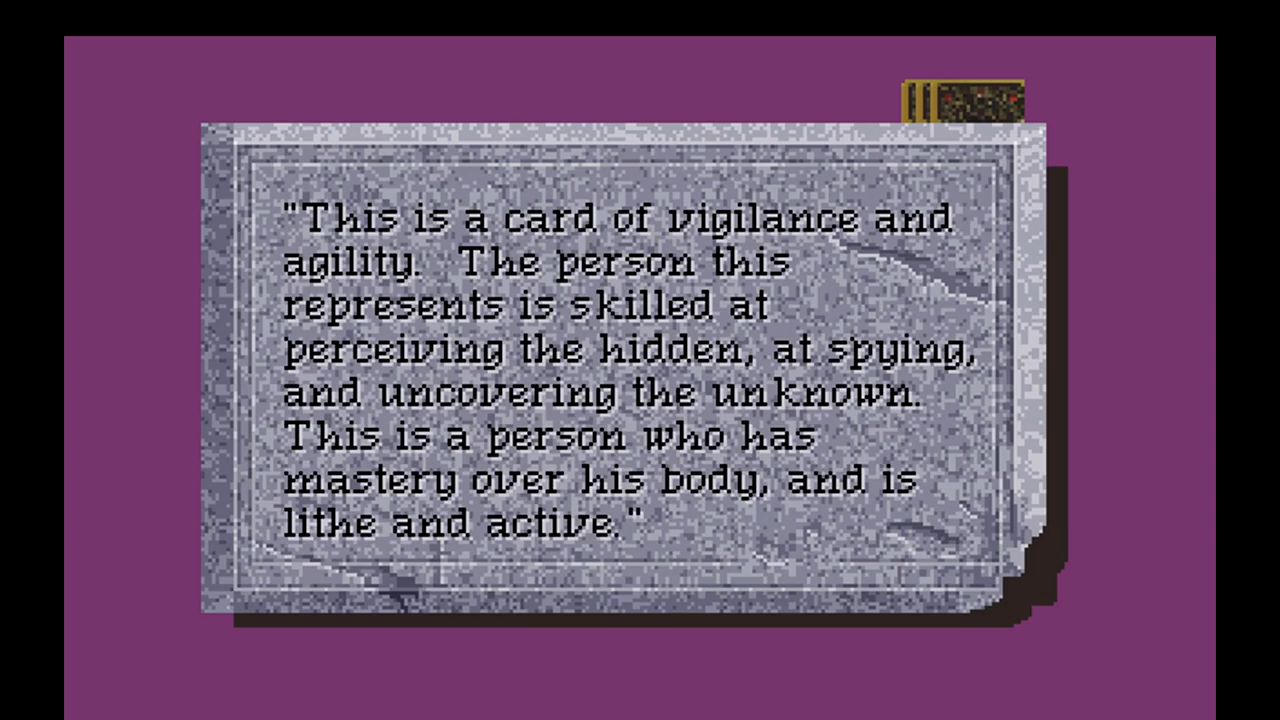 "This is a card of vigilance and
agility.  The person this
represents is skilled at
perceiving the hidden, at spying,
and uncovering the unknown.
This is a person who has
mastery over his body, and is
lithe and active."